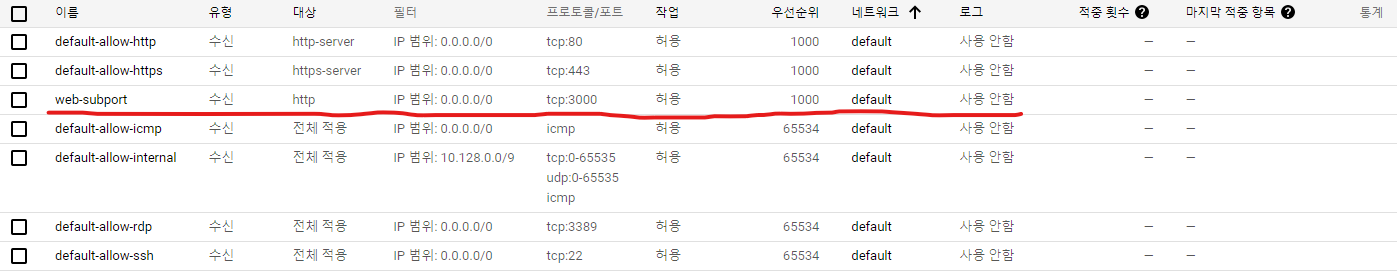 이름 유형 대상 필터 프로토콜/포트 작업 우선순위 네트워크 ↑ 로그 적중 횟수 ? 마지막 적중 항목 ? 통계
default-allow-http 수신 http-server IP 범위: 0.0.0.0/0 tcp:80 허용 1000 default 사용 안함 — —
default-allow-https 수신 https-server IP 범위: 0.0.0.0/0 tcp:443 허용 1000 default 사용 안함 — —
web-subport 수신 http IP 범위: 0.0.0.0/0 tcp:3000 허용 1000 default 사용 안함 — —
default-allow-icmp 수신 전체 적용 IP 범위: 0.0.0.0/0 icmp 허용 65534 default 사용 안함 — —
default-allow-internal 수신 전체 적용 IP 범위: 10.128.0.0/9 tcp:0-65535 허용 65534 default 사용 안함 — —
udp:0-65535
icmp
default-allow-rdp 수신 전체 적용 IP 범위: 0.0.0.0/0 tcp:3389 허용 65534 default 사용 안함 — —
default-allow-ssh 수신 전체 적용 IP 범위: 0.0.0.0/0 tcp:22 허용 65534 default 사용 안함 — —